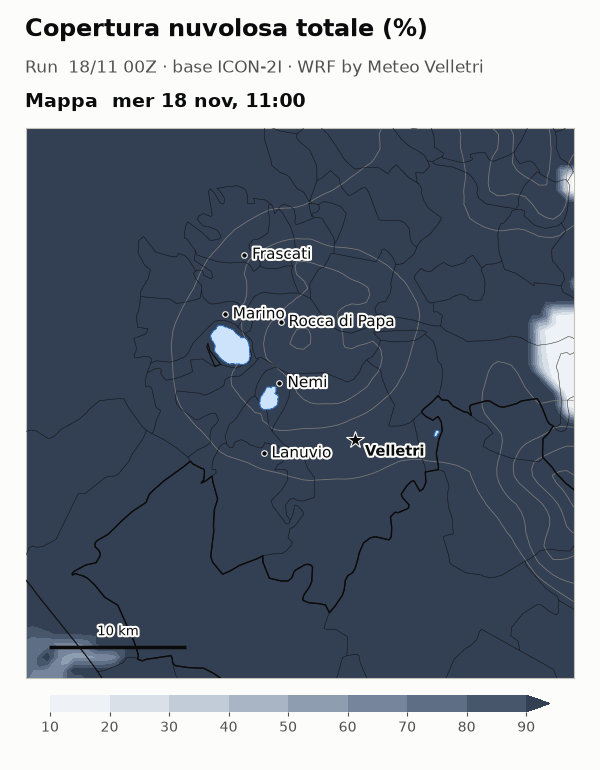 Copertura nuvolosa totale (%)
Run  18/11 00Z · base ICON-2I · WRF by Meteo Velletri
Mappa  mer 18 nov, 11:00
Frascati
Marino
Rocca di Papa
Nemi
Velletri
Lanuvio
10 km
10 20 30 40 50 60 70 80 90